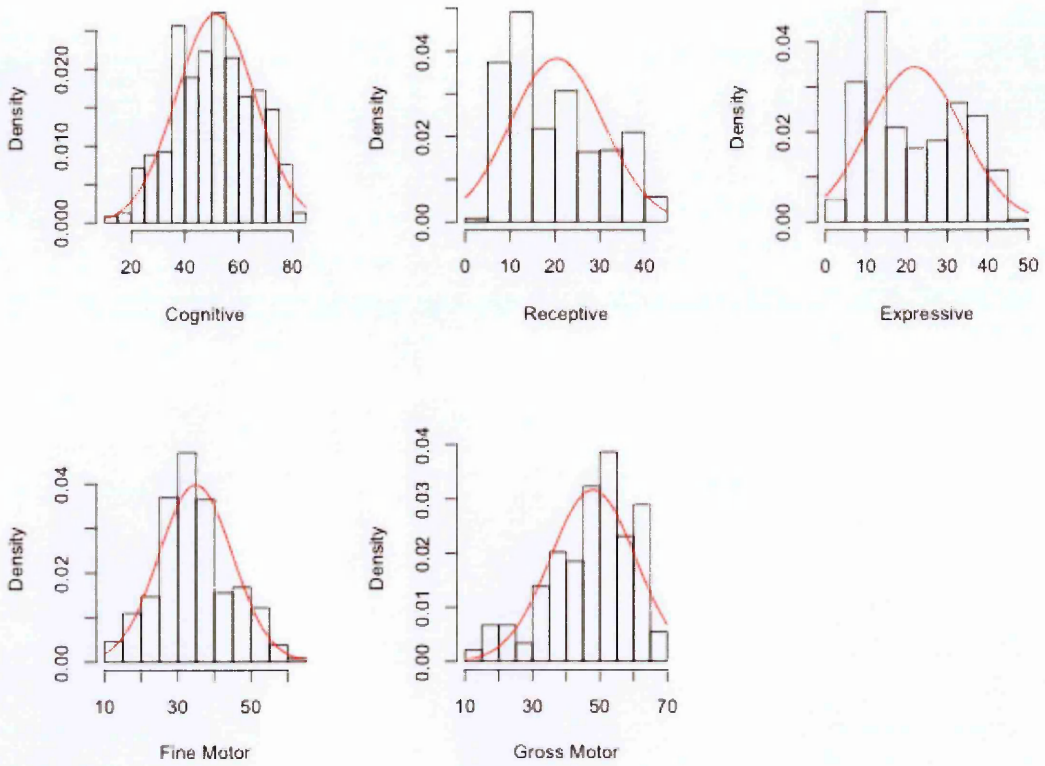 Density
0.000 0.010 0.020
20 40 60 80
Cognitive
Density
0.00 0.02 0.04
0 10 20 30 40
Receptive
Density
0.00 0.02 0.04
0 10 20 30 40 50
Expressive
Density
0.00 0.02 0.04
10 30 50
Fine Motor
Density
0.00 0.01 0.02 0.03 0.04
10 30 50 70
Gross Motor